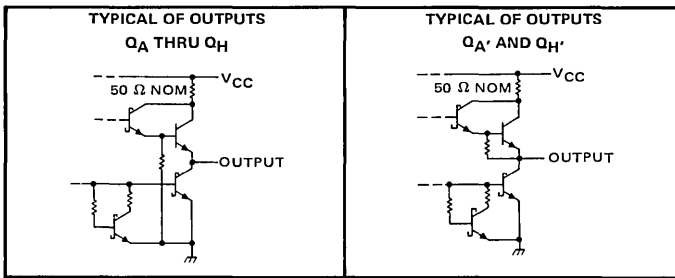 TYPICAL OF OUTPUTS
QA THRU QH
VCC
50 Ω NOM
OUTPUT
TYPICAL OF OUTPUTS
QA' AND QH'
VCC
50 Ω NOM
OUTPUT